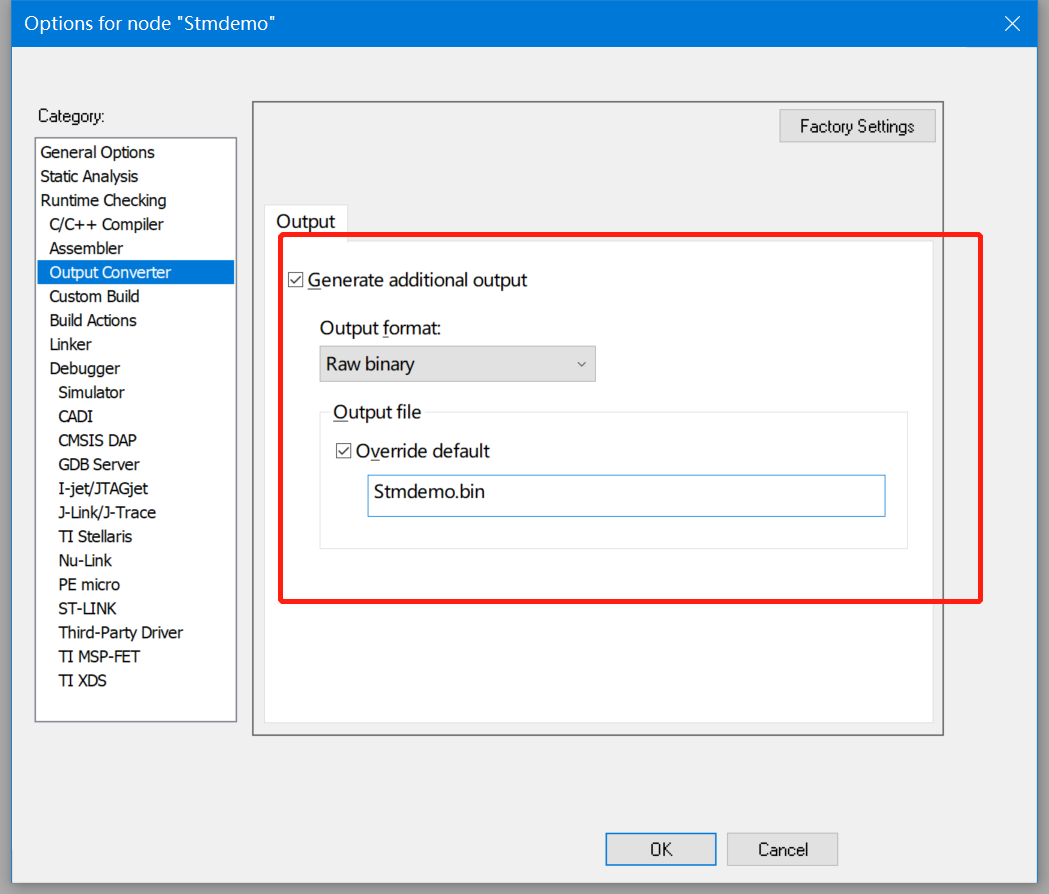 Options for node "Stmdemo"
Category:
General Options
Static Analysis
Runtime Checking
C/C++ Compiler
Assembler
Output Converter
Custom Build
Build Actions
Linker
Debugger
Simulator
CADI
CMSIS DAP
GDB Server
I-jet/JTAGjet
J-Link/J-Trace
TI Stellaris
Nu-Link
PE micro
ST-LINK
Third-Party Driver
TI MSP-FET
TI XDS
Factory Settings
Output
Generate additional output
Output format:
Raw binary
Output file
Override default
Stmdemo.bin
OK
Cancel